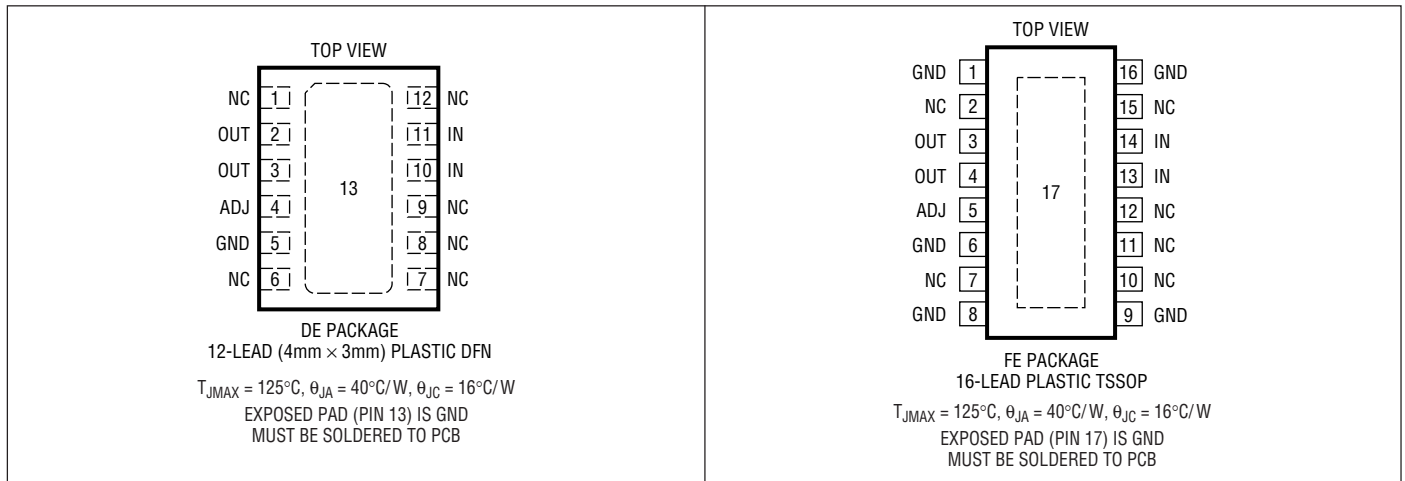 TOP VIEW
NC 1 12 NC
OUT 2 11 IN
OUT 3 10 IN
13
ADJ 4 9 NC
GND 5 8 NC
NC 6 7 NC
DE PACKAGE
12-LEAD (4mm × 3mm) PLASTIC DFN
TJMAX = 125°C, θJA = 40°C/W, θJC = 16°C/W
EXPOSED PAD (PIN 13) IS GND
MUST BE SOLDERED TO PCB
TOP VIEW
GND 1 16 GND
NC 2 15 NC
OUT 3 14 IN
OUT 4 13 IN
17
ADJ 5 12 NC
GND 6 11 NC
NC 7 10 NC
GND 8 9 GND
FE PACKAGE
16-LEAD PLASTIC TSSOP
TJMAX = 125°C, θJA = 40°C/W, θJC = 16°C/W
EXPOSED PAD (PIN 17) IS GND
MUST BE SOLDERED TO PCB